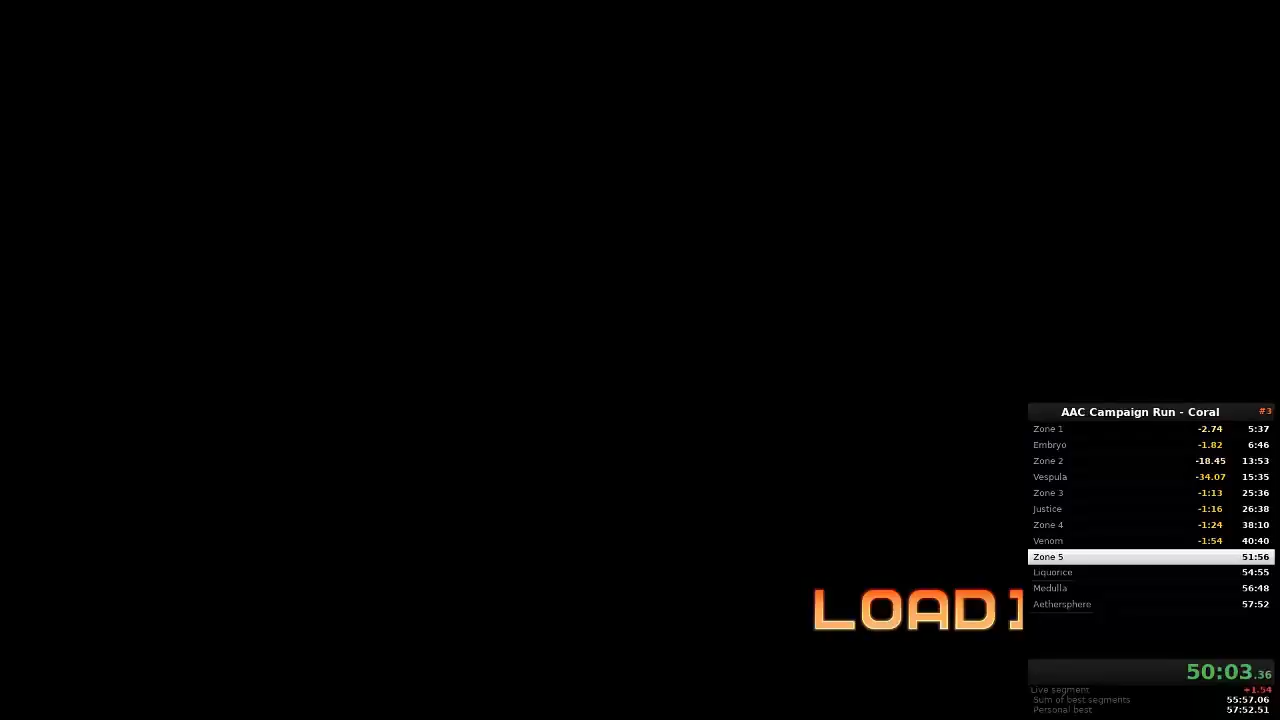 AAC Campaign Run - Coral #3
Zone 1 -2.74 5:37
Embryo -1.82 6:46
Zone 2 -18.45 13:53
Vespula -34.07 15:35
Zone 3 -1:13 25:36
Justice -1:16 26:38
Zone 4 -1:24 38:10
Venom -1:54 40:40
Zone 5 51:56
Liquorice 54:55
Medulla 56:48
Aethersphere 57:52
LOADI
50:03.36
Live segment +1.54
Sum of best segments 55:57.06
Personal best 57:52.51